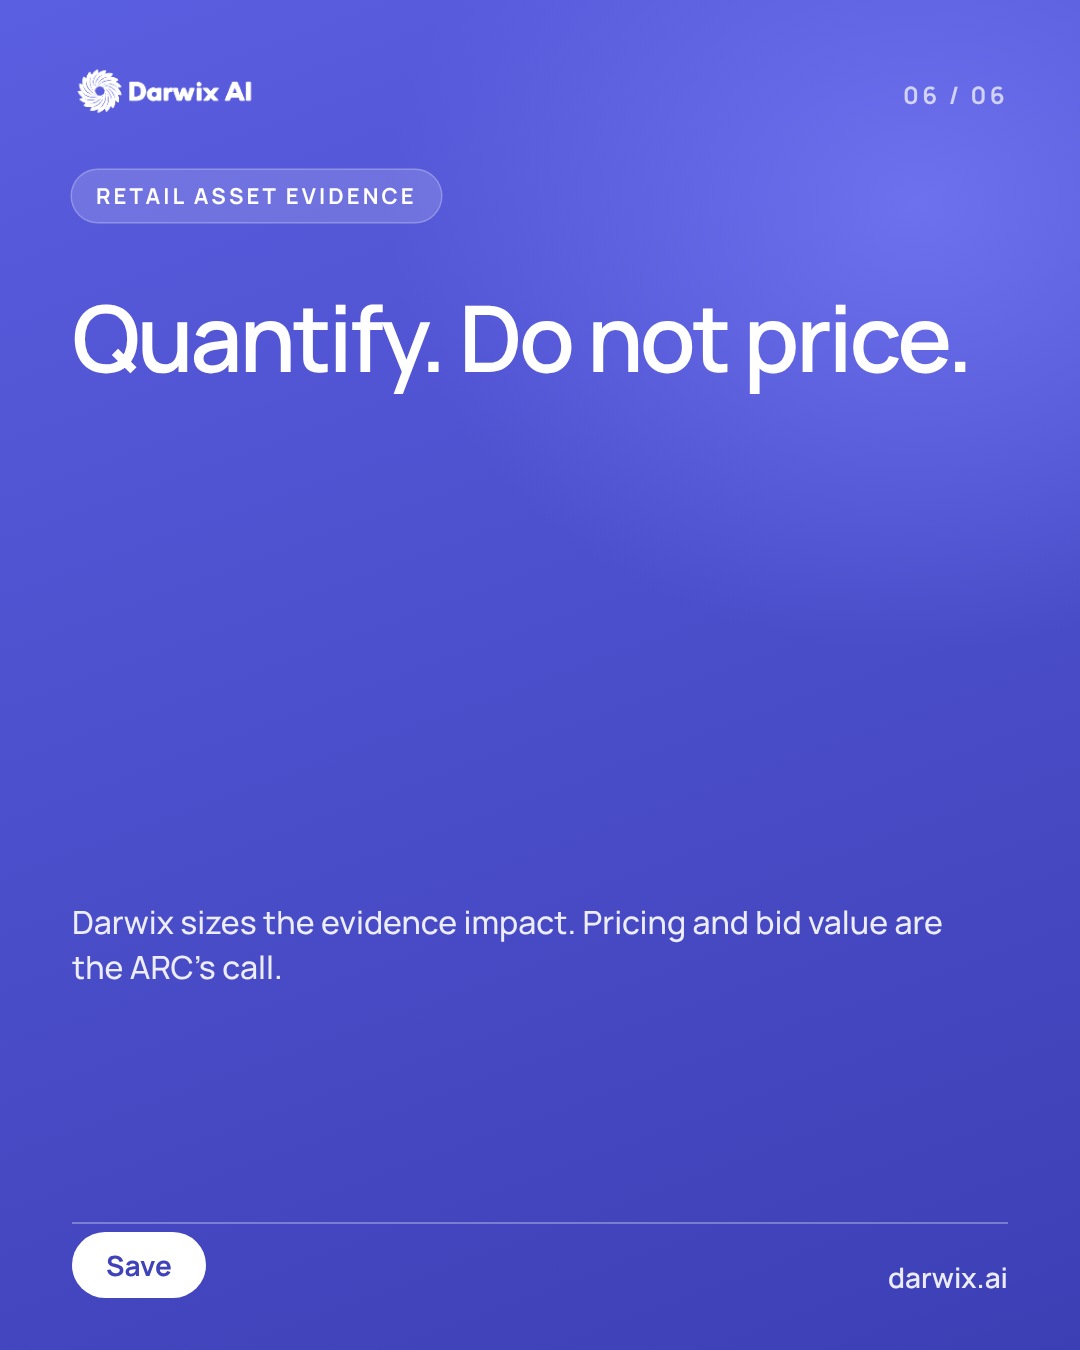 Darwix AI
06 / 06
RETAIL ASSET EVIDENCE
Quantify. Do not price.
Darwix sizes the evidence impact. Pricing and bid value are
the ARC’s call.
Save
darwix.ai